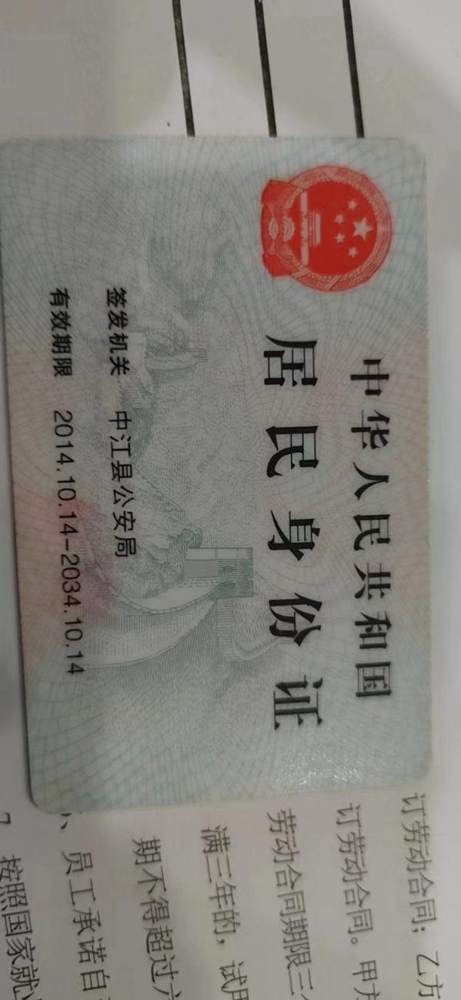 中华人民共和国
居民身份证
签发机关 中江县公安局
有效期限 2014.10.14-2034.10.14
订劳动合同；乙方
订劳动合同。甲方
劳动合同期限三
满三年的，试用
期不得超过六
、员工承诺自
7 按照国家就